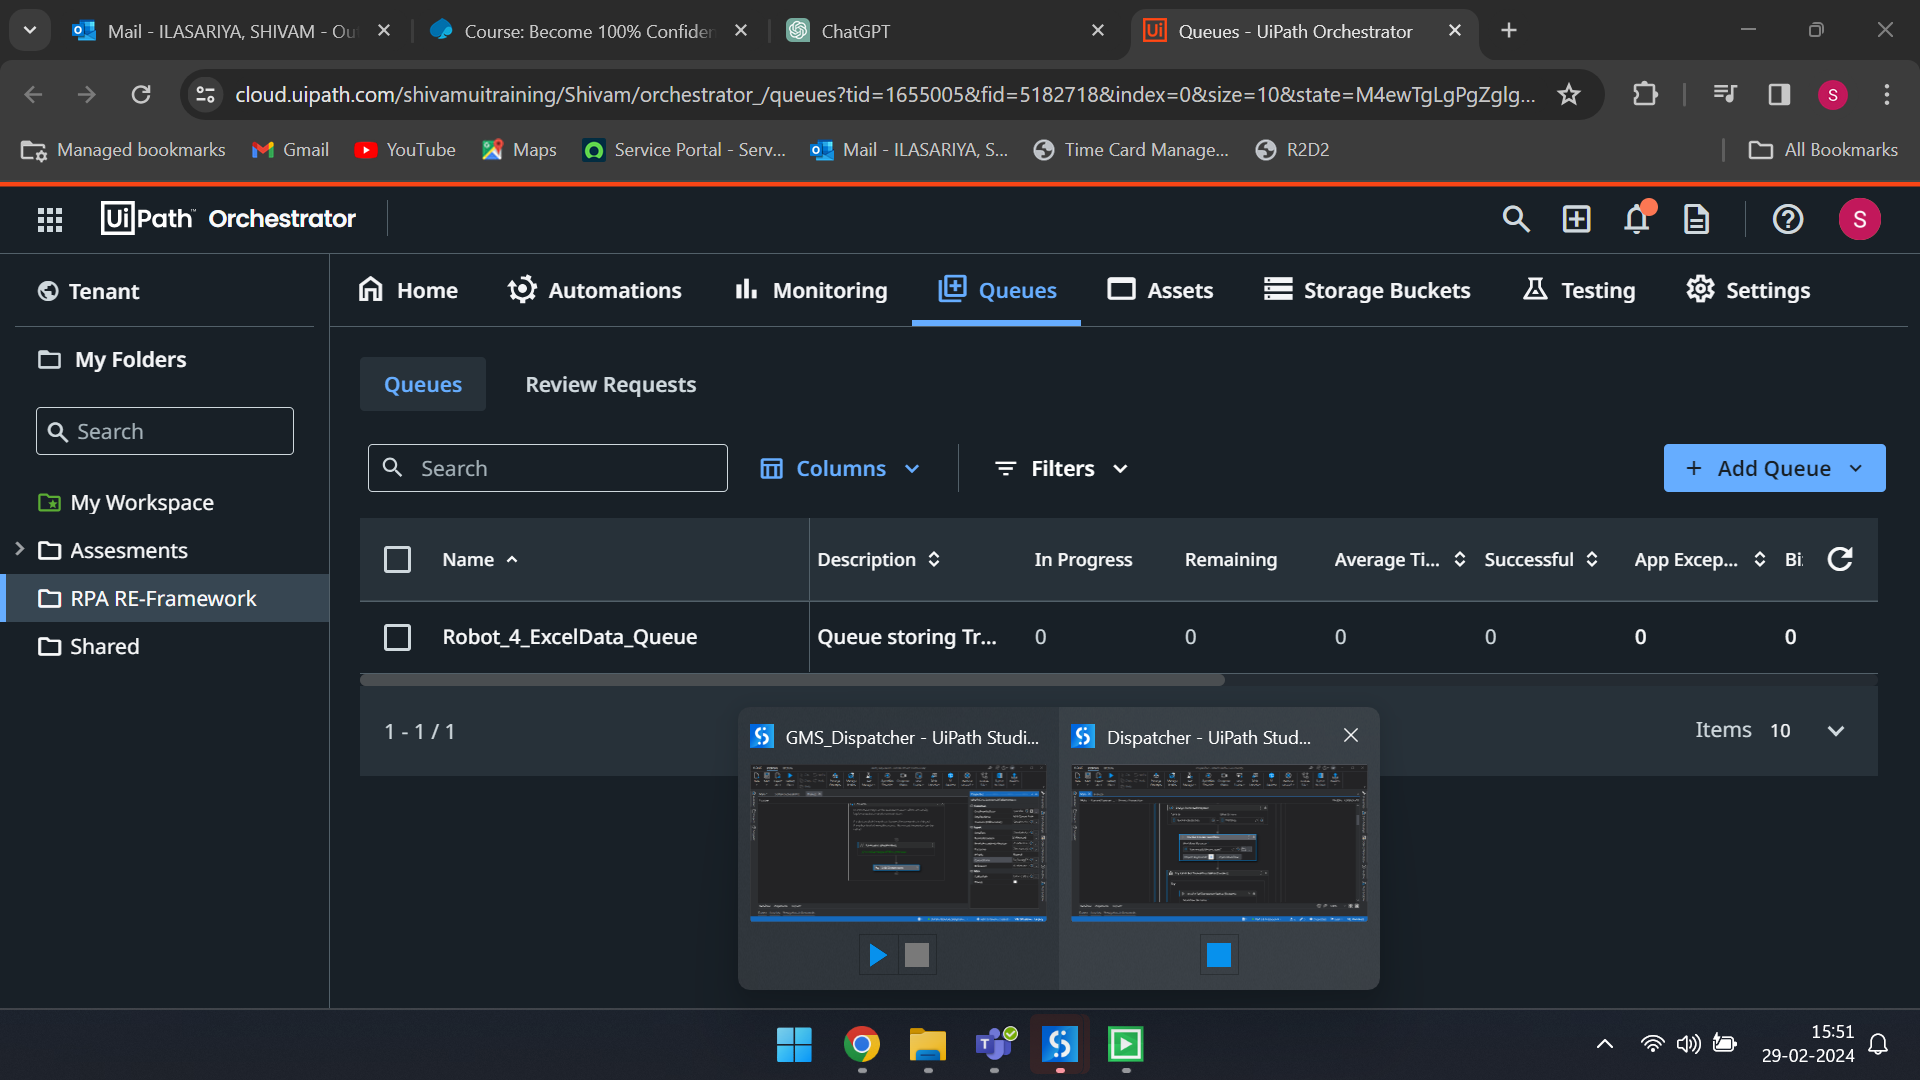 Mail - ILASARIYA, SHIVAM - Ou
Course: Become 100% Confiden
ChatGPT
Queues - UiPath Orchestrator
cloud.uipath.com/shivamuitraining/Shivam/orchestrator_/queues?tid=1655005&fid=5182718&index=0&size=10&state=M4ewTgLgPgZglg...
S
Managed bookmarks
Gmail
YouTube
Maps
Service Portal - Serv...
Mail - ILASARIYA, S...
Time Card Manage...
R2D2
All Bookmarks
UiPath™ Orchestrator
S
Tenant
Home
Automations
Monitoring
Queues
Assets
Storage Buckets
Testing
Settings
My Folders
Search
My Workspace
Assesments
RPA RE-Framework
Shared
Queues
Review Requests
Search
Columns
Filters
+ Add Queue
Name
Description
In Progress
Remaining
Average Ti...
Successful
App Excep...
Bi
Robot_4_ExcelData_Queue
Queue storing Tr...
0
0
0
0
0
0
1 - 1 / 1
Items 10
GMS_Dispatcher - UiPath Studi...
Dispatcher - UiPath Stud...
15:51
29-02-2024